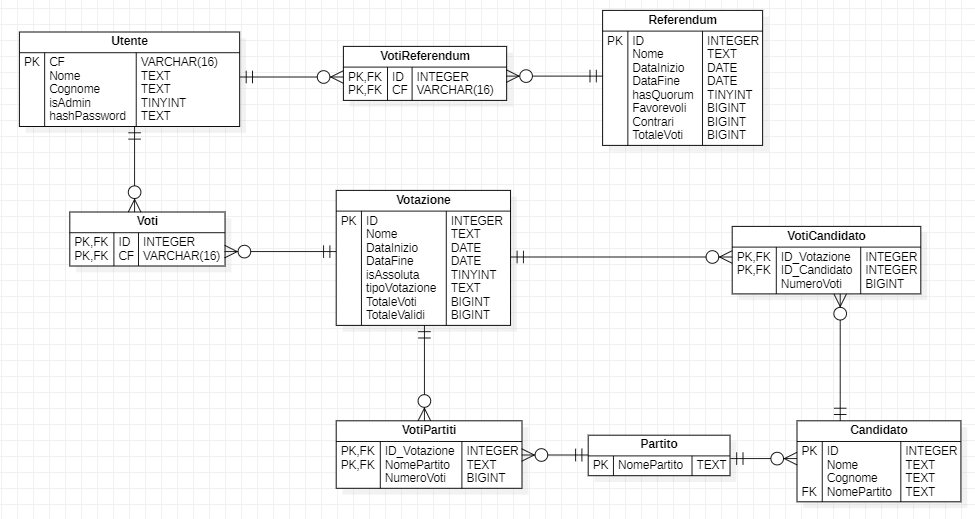 Utente
PK CF VARCHAR(16)
Nome TEXT
Cognome TEXT
isAdmin TINYINT
hashPassword TEXT
VotiReferendum
PK,FK ID INTEGER
PK,FK CF VARCHAR(16)
Referendum
PK ID INTEGER
Nome TEXT
DataInizio DATE
DataFine DATE
hasQuorum TINYINT
Favorevoli BIGINT
Contrari BIGINT
TotaleVoti BIGINT
Voti
PK,FK ID INTEGER
PK,FK CF VARCHAR(16)
Votazione
PK ID INTEGER
Nome TEXT
DataInizio DATE
DataFine DATE
isAssoluta TINYINT
tipoVotazione TEXT
TotaleVoti BIGINT
TotaleValidi BIGINT
VotiCandidato
PK,FK ID_Votazione INTEGER
PK,FK ID_Candidato INTEGER
NumeroVoti BIGINT
VotiPartiti
PK,FK ID_Votazione INTEGER
PK,FK NomePartito TEXT
NumeroVoti BIGINT
Partito
PK NomePartito TEXT
Candidato
PK ID INTEGER
Nome TEXT
Cognome TEXT
FK NomePartito TEXT